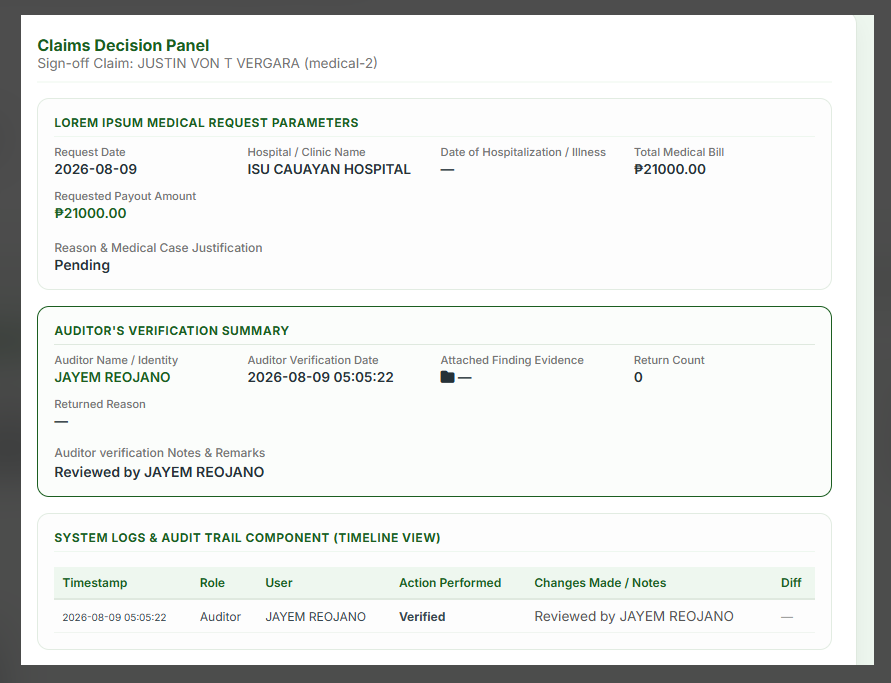 Claims Decision Panel
Sign-off Claim: JUSTIN VON T VERGARA (medical-2)
LOREM IPSUM MEDICAL REQUEST PARAMETERS
Request Date
2026-08-09
Hospital / Clinic Name
ISU CAUAYAN HOSPITAL
Date of Hospitalization / Illness
—
Total Medical Bill
₱21000.00
Requested Payout Amount
₱21000.00
Reason & Medical Case Justification
Pending
AUDITOR'S VERIFICATION SUMMARY
Auditor Name / Identity
JAYEM REOJANO
Auditor Verification Date
2026-08-09 05:05:22
Attached Finding Evidence
—
Return Count
0
Returned Reason
—
Auditor verification Notes & Remarks
Reviewed by JAYEM REOJANO
SYSTEM LOGS & AUDIT TRAIL COMPONENT (TIMELINE VIEW)
Timestamp Role User Action Performed Changes Made / Notes Diff
2026-08-09 05:05:22 Auditor JAYEM REOJANO Verified Reviewed by JAYEM REOJANO —